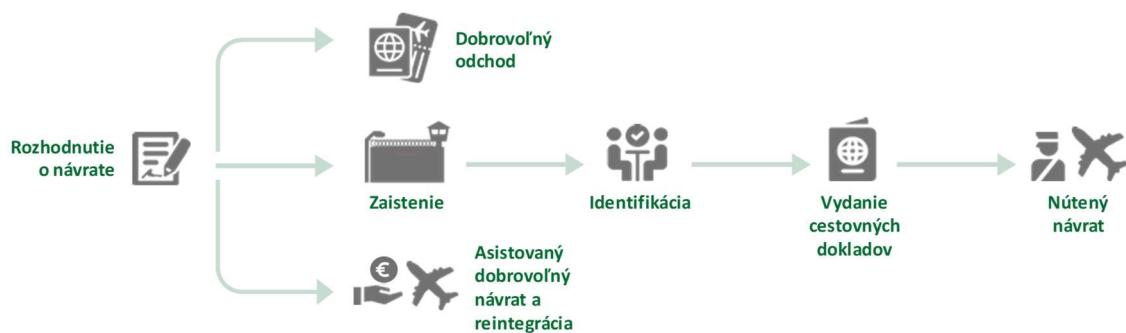 Rozhodnutie
o návrate
Dobrovoľný
odchod
Zaistenie
Identifikácia
Vydanie
cestovných
dokladov
Nútený
návrat
€
Asistovaný
dobrovoľný
návrat a
reintegrácia